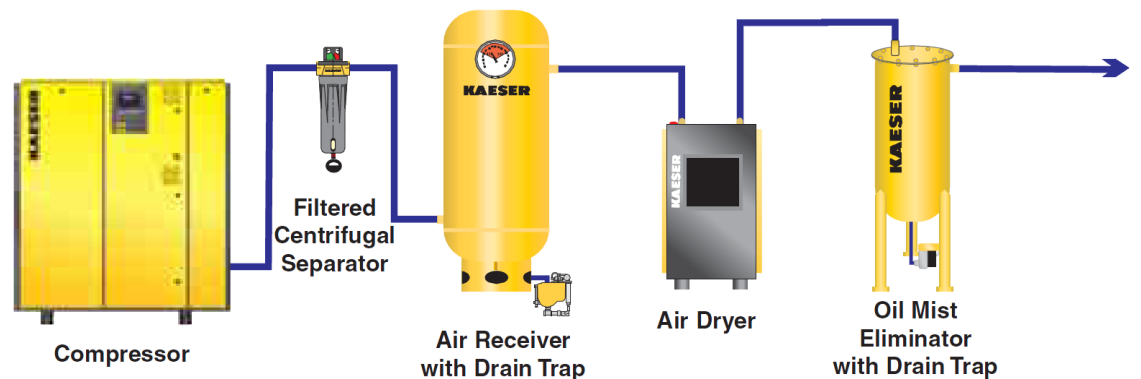 KAESER
KAESER
KAESER
KAESER
Filtered
Centrifugal
Separator
Compressor
Air Receiver
with Drain Trap
Air Dryer
Oil Mist
Eliminator
with Drain Trap